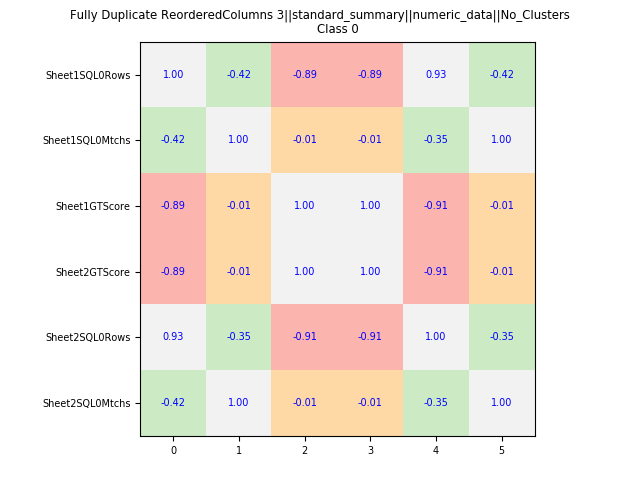 Fully Duplicate ReorderedColumns 3||standard_summary||numeric_data||No_Clusters
Class 0
Sheet1SQL0Rows 1.00 -0.42 -0.89 -0.89 0.93 -0.42
Sheet1SQL0Mtchs -0.42 1.00 -0.01 -0.01 -0.35 1.00
Sheet1GTScore -0.89 -0.01 1.00 1.00 -0.91 -0.01
Sheet2GTScore -0.89 -0.01 1.00 1.00 -0.91 -0.01
Sheet2SQL0Rows 0.93 -0.35 -0.91 -0.91 1.00 -0.35
Sheet2SQL0Mtchs -0.42 1.00 -0.01 -0.01 -0.35 1.00
0 1 2 3 4 5